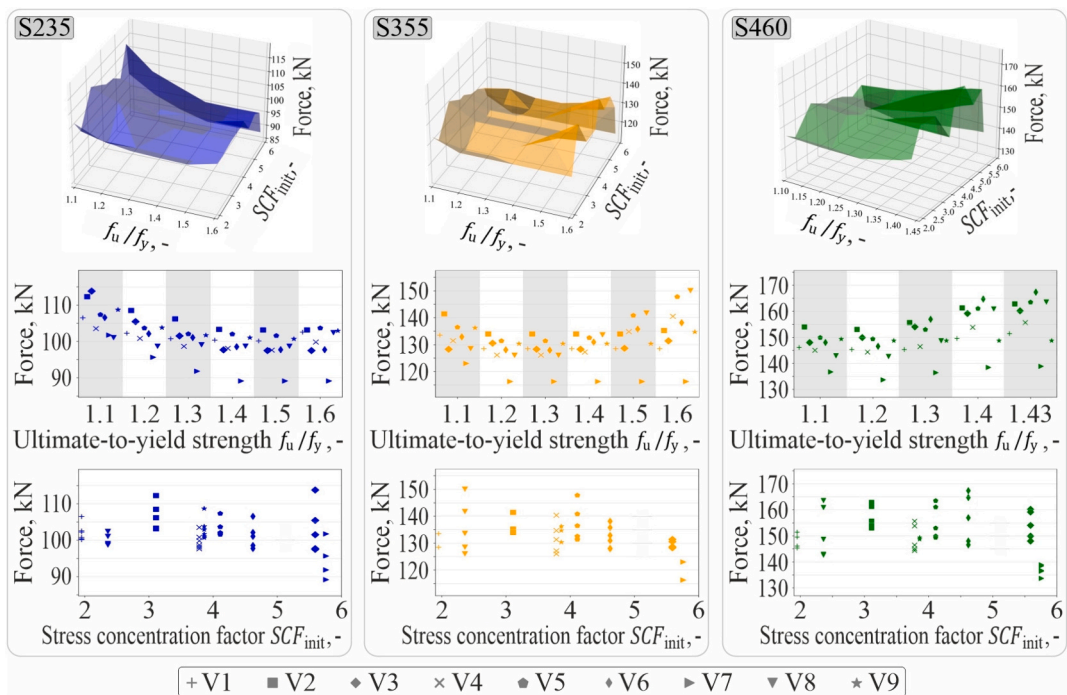 S235
115
110
105
100
95
90
85
Force, kN
1.1
1.2
1.3
1.4
1.5
1.6
2
3
4
5
6
fu/fy, -
SCFinit,-
110
100
90
Force, kN
1.1 1.2 1.3 1.4 1.5 1.6
Ultimate-to-yield strength fu/fy, -
110
100
90
Force, kN
2 3 4 5 6
Stress concentration factor SCFinit,-
S355
150
140
130
120
Force, kN
1.1
1.2
1.3
1.4
1.5
1.6
2
3
4
5
6
fu/fy, -
SCFinit,-
150
140
130
120
Force, kN
1.1 1.2 1.3 1.4 1.5 1.6
Ultimate-to-yield strength fu/fy, -
150
140
130
120
Force, kN
2 3 4 5 6
Stress concentration factor SCFinit,-
S460
170
160
150
140
130
Force, kN
1.10
1.15
1.20
1.25
1.30
1.35
1.40
1.45
2.0
2.5
3.0
3.5
4.0
4.5
5.0
5.5
6.0
fu/fy, -
SCFinit,-
170
160
150
140
130
Force, kN
1.1 1.2 1.3 1.4 1.43
Ultimate-to-yield strength fu/fy, -
170
160
150
140
130
Force, kN
2 3 4 5 6
Stress concentration factor SCFinit,-
V1 V2 V3 V4 V5 V6 V7 V8 V9